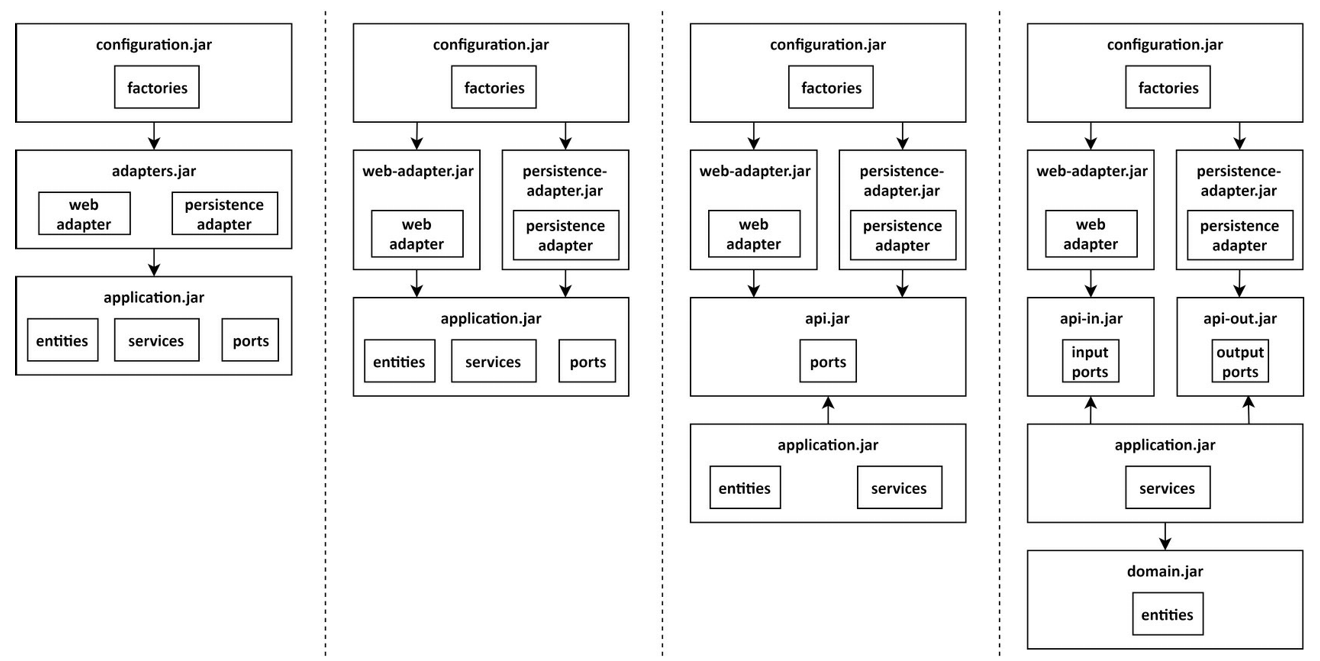 configuration.jar
factories
adapters.jar
web
adapter
persistence
adapter
application.jar
entities
services
ports
configuration.jar
factories
web-adapter.jar
web
adapter
persistence-
adapter.jar
persistence
adapter
application.jar
entities
services
ports
configuration.jar
factories
web-adapter.jar
web
adapter
persistence-
adapter.jar
persistence
adapter
api.jar
ports
application.jar
entities
services
configuration.jar
factories
web-adapter.jar
web
adapter
persistence-
adapter.jar
persistence
adapter
api-in.jar
input
ports
api-out.jar
output
ports
application.jar
services
domain.jar
entities